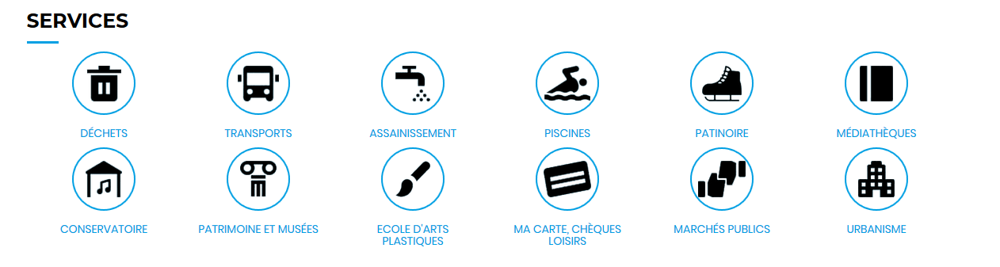 SERVICES
DÉCHETS
TRANSPORTS
ASSAINISSEMENT
PISCINES
PATINOIRE
MÉDIATHÈQUES
CONSERVATOIRE
PATRIMOINE ET MUSÉES
ECOLE D'ARTS
PLASTIQUES
MA CARTE, CHÈQUES
LOISIRS
MARCHÉS PUBLICS
URBANISME